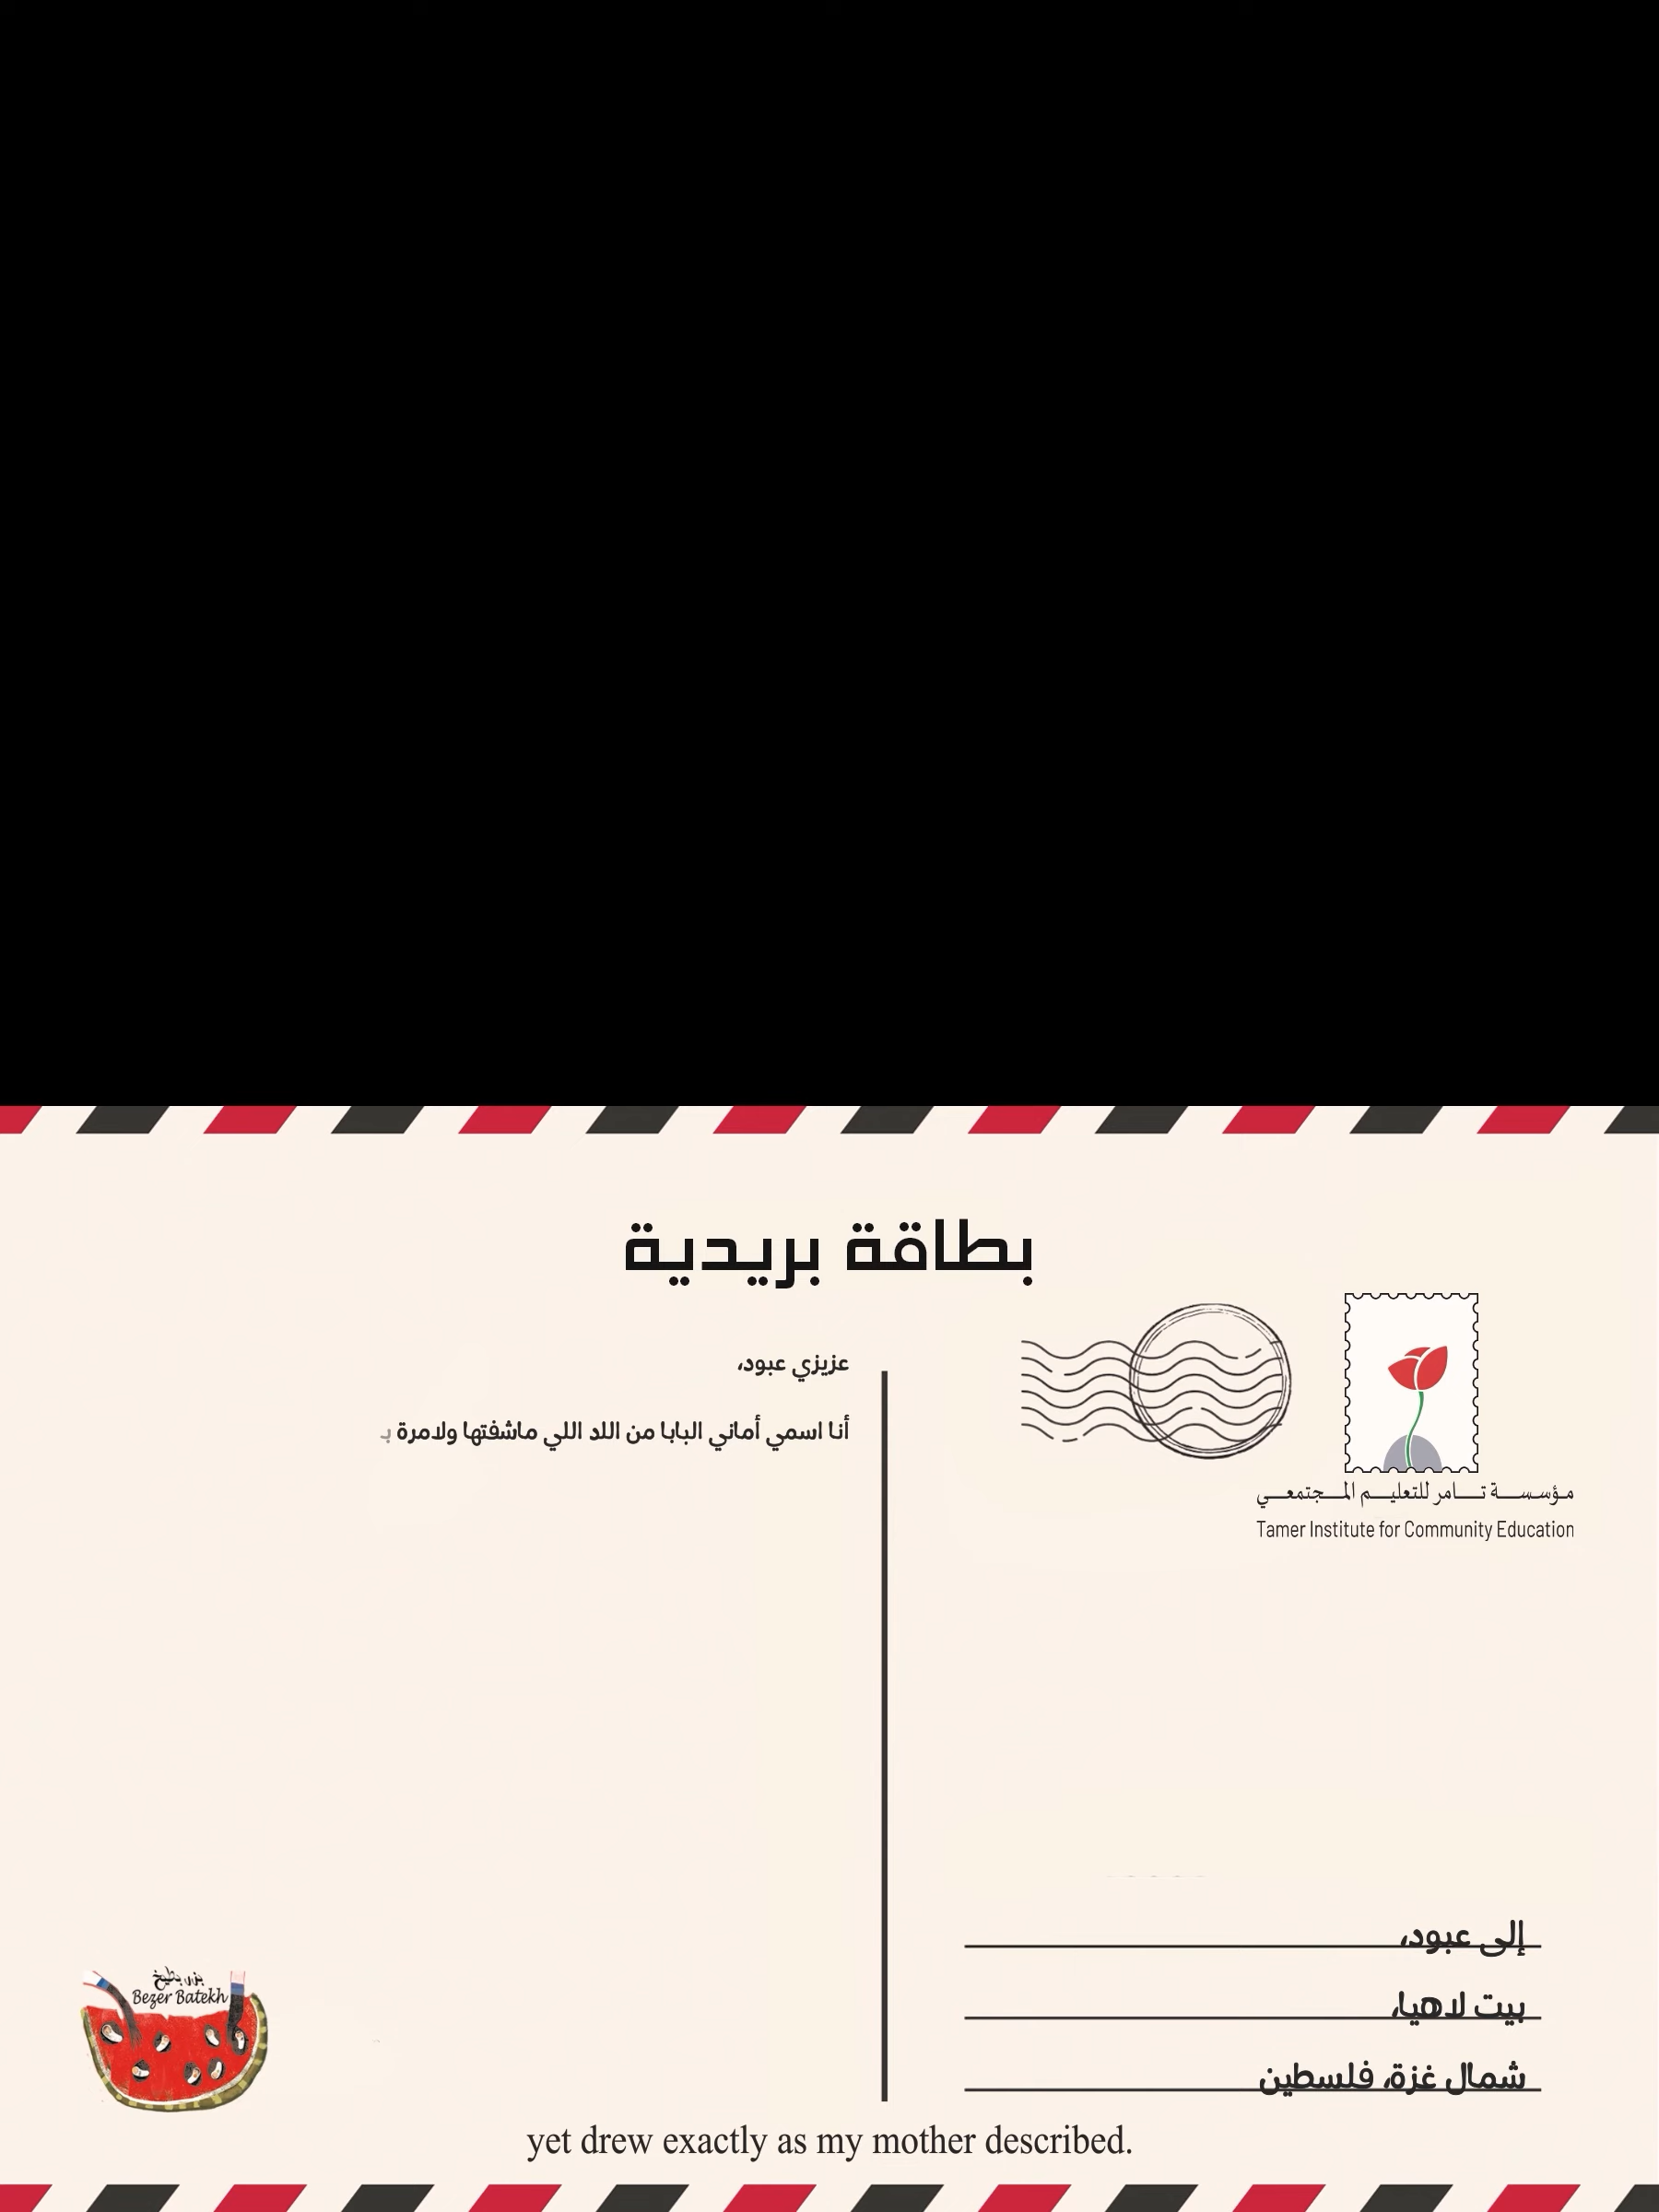 بطاقة بريدية
عزيزي عبود،
أنا اسمي أماني البابا من اللد اللي ماشفتها ولامرة بـ
مؤسسة تامر للتعليم المجتمعي
Tamer Institute for Community Education
إلى عبود،
بيت لاهيا،
شمال غزة، فلسطين
بزر بطيخ
Bezer Batekh
yet drew exactly as my mother described.